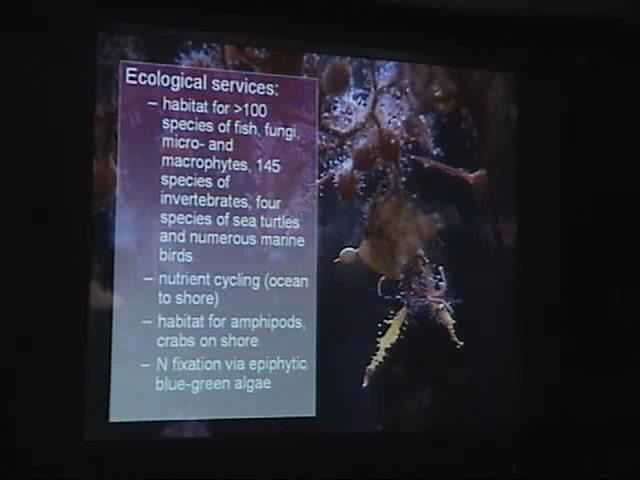 Ecological services:
– habitat for >100
species of fish, fungi,
micro- and
macrophytes, 145
species of
invertebrates, four
species of sea turtles
and numerous marine
birds
– nutrient cycling (ocean
to shore)
– habitat for amphipods,
crabs on shore
– N fixation via epiphytic
blue-green algae